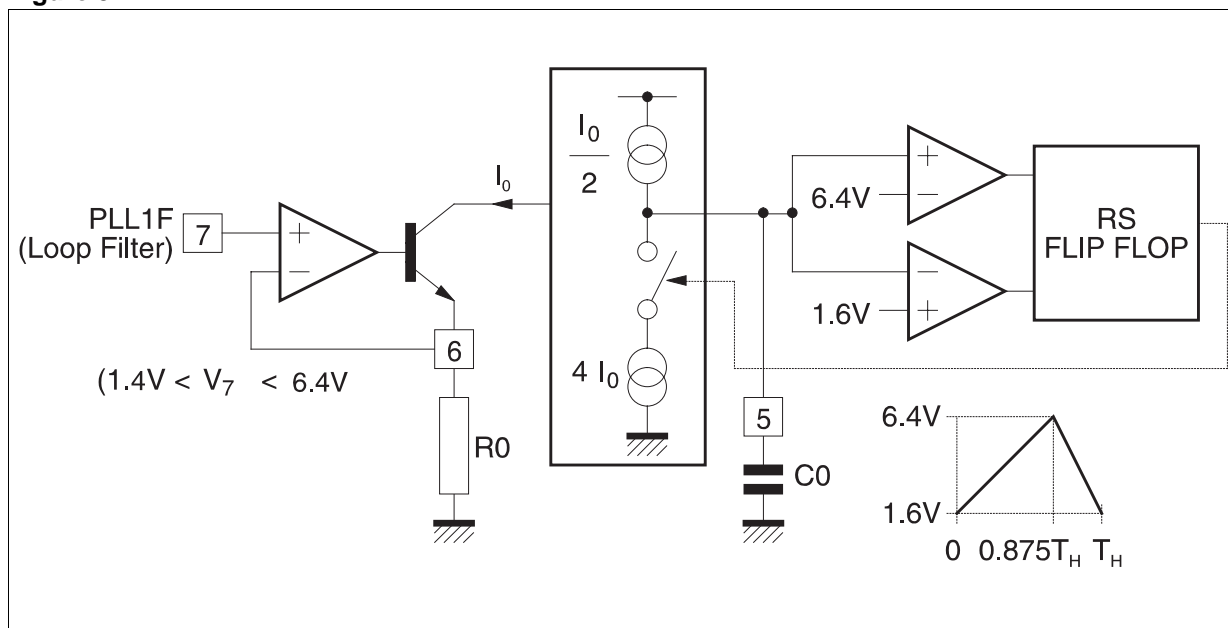 I0
I0
2
PLL1F
(Loop Filter)
7
6.4V
1.6V
RS
FLIP FLOP
6
(1.4V < V7 < 6.4V
4 I0
R0
5
C0
6.4V
1.6V
0 0.875TH TH